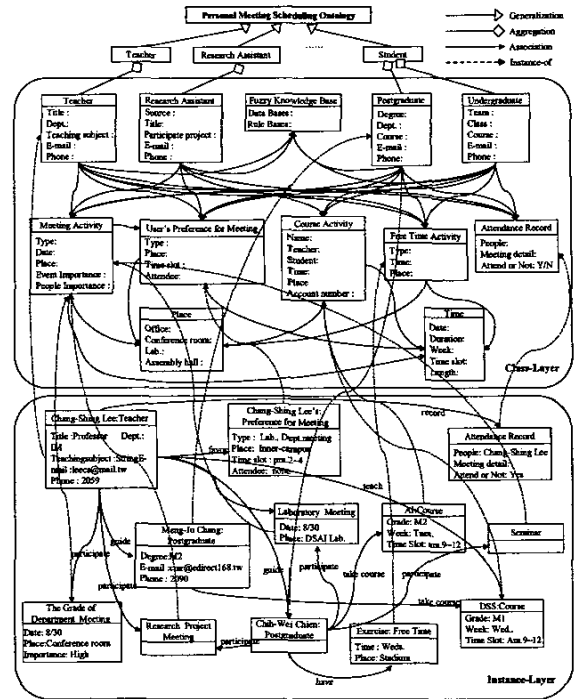 Personal Meeting Scheduling Ontology
Generalization
Aggregation
Association
Instance-of
Teacher
Research Assistant
......
Student
Teacher
Title :
Dept.:
Teaching subject :
E-mail :
Phone :
Research Assistant
Source :
Title:
Participate project :
E-mail :
Phone :
Fuzzy Knowledge Base
Data Bases:
Rule Bases:
Postgraduate
Degree:
Dept. :
Course :
E-mail :
Phone:
Undergraduate
Team :
Class :
Course :
E-mail :
Phone :
Meeting Activity
Type:
Date:
Place:
Event Importance :
People Importance :
User's Preference for Meeting
Type :
Place:
Time slot :
Attendee:
Course Activity
Name:
Teacher:
Student:
Time:
Place
Account number :
Free Time Activity
Type:
Time:
Place:
Attendance Record
People:
Meeting detail:
Attend or Not: Y/N
Place
Office:
Conference room:
Lab.:
Assembly hall :
Time
Date:
Duration:
Week:
Time slot:
Length:
Class-Layer
Chang-Shing Lee:Teacher
Title :Professor Dept.:
Teachingsubject :StringE-
mail :leecs@mail.tw
Phone : 2059
Chang-Shing Lee's:
Preference for Meeting
Type : Lab., Dept.meeting
Place: Inner-campus
Time slot : pm.2~4
Attendee: none
record
Attendance Record
People: Chang-Shing Lee
Meeting detail:
Attend or Not: Yes
teach
Meng-Ju Chang:
Postgraduate
Degree:M2
Phone : 2090
Laboratory Meeting
Date: 8/30
Place: DSAI Lab.
Grade: M2
Week: Tues.
Time Slot: am.9~12
Seminar
participate
guide
participate
guide
participate
take course
participate
take course
The Grade of
Department Meeting
Date: 8/30
Place:Conference room
Importance: High
Research Project
Meeting
participate
Chih-Wei Chien:
Postgraduate
have
Exercise: Free Time
Time : Weds.
Place: Stadium
DSS:Course
Grade: M1
Week: Wed.
Time Slot: Am.9~12
Instance-Layer